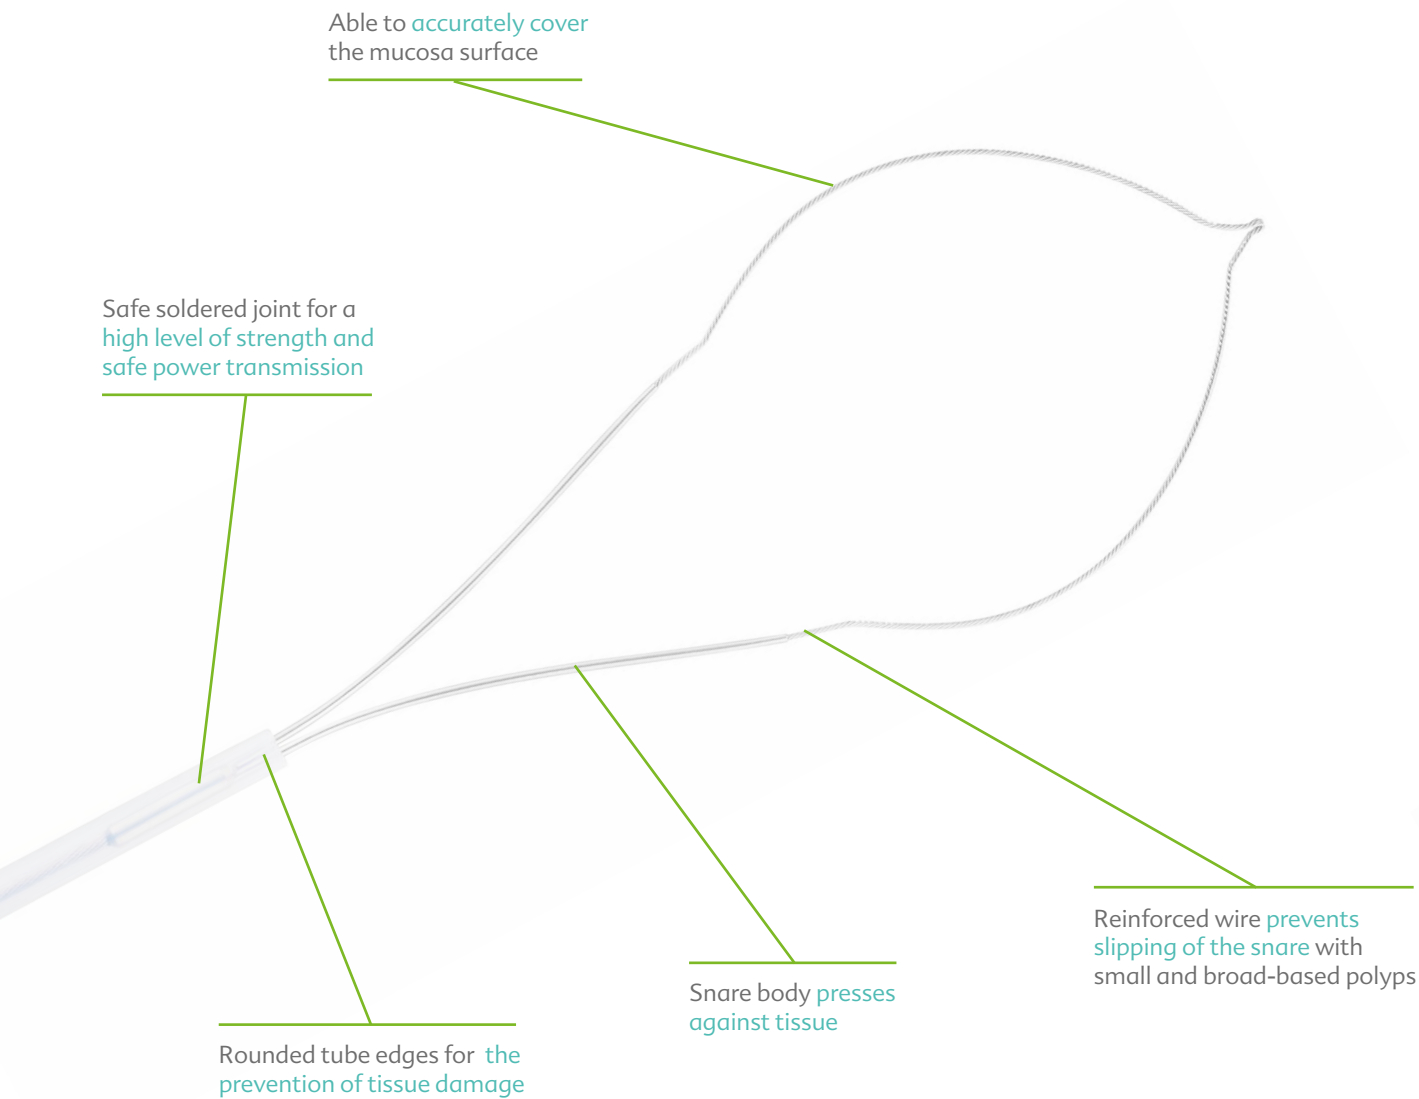 Able to accurately cover
the mucosa surface
Safe soldered joint for a
high level of strength and
safe power transmission
Reinforced wire prevents
slipping of the snare with
small and broad-based polyps
Snare body presses
against tissue
Rounded tube edges for the
prevention of tissue damage